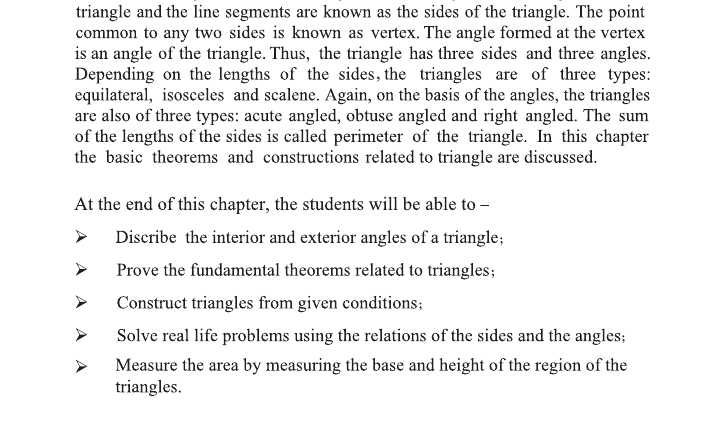 triangle and the line segments are known as the sides of the triangle. The point
common to any two sides is known as vertex. The angle formed at the vertex
is an angle of the triangle. Thus, the triangle has three sides and three angles.
Depending on the lengths of the sides, the triangles are of three types:
equilateral, isosceles and scalene. Again, on the basis of the angles, the triangles
are also of three types: acute angled, obtuse angled and right angled. The sum
of the lengths of the sides is called perimeter of the triangle. In this chapter
the basic theorems and constructions related to triangle are discussed.
At the end of this chapter, the students will be able to –
➢ Discribe the interior and exterior angles of a triangle;
➢ Prove the fundamental theorems related to triangles;
➢ Construct triangles from given conditions;
➢ Solve real life problems using the relations of the sides and the angles;
➢ Measure the area by measuring the base and height of the region of the
triangles.